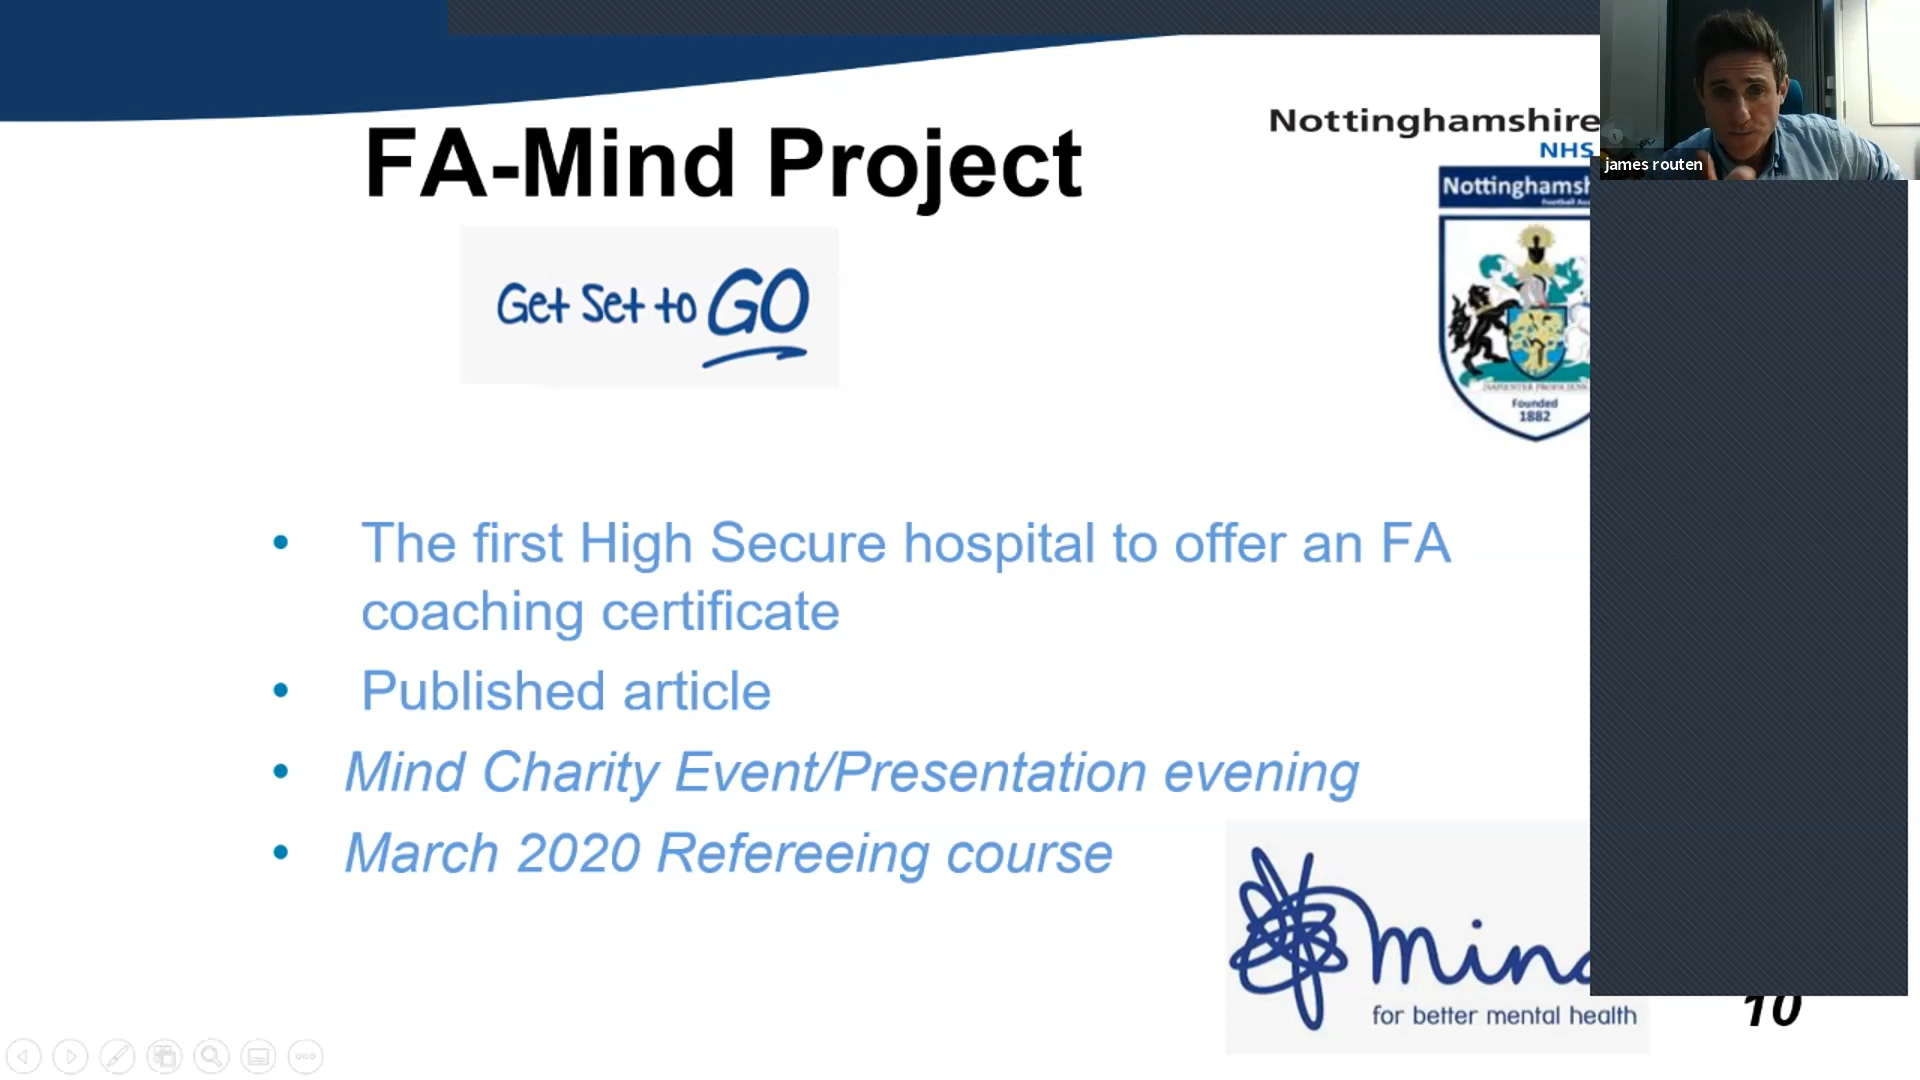 FA-Mind Project
Nottinghamshire
NHS
james routen
Get Set to GO
Founded
1882
The first High Secure hospital to offer an FA
coaching certificate
Published article
Mind Charity Event/Presentation evening
March 2020 Refereeing course
for better mental health
10